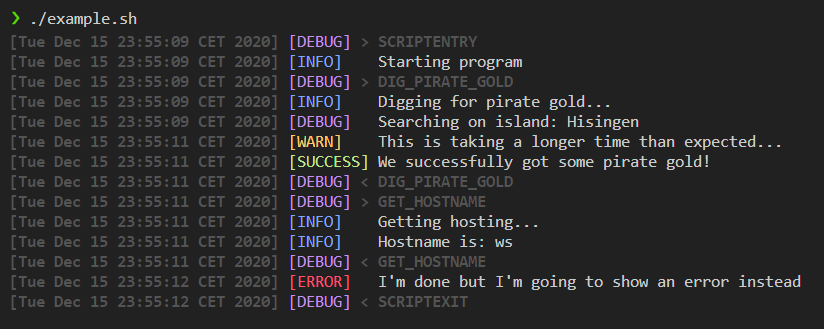 ❯ ./example.sh
[Tue Dec 15 23:55:09 CET 2020] [DEBUG] > SCRIPTENTRY
[Tue Dec 15 23:55:09 CET 2020] [INFO]    Starting program
[Tue Dec 15 23:55:09 CET 2020] [DEBUG] > DIG_PIRATE_GOLD
[Tue Dec 15 23:55:09 CET 2020] [INFO]    Digging for pirate gold...
[Tue Dec 15 23:55:09 CET 2020] [DEBUG]   Searching on island: Hisingen
[Tue Dec 15 23:55:11 CET 2020] [WARN]    This is taking a longer time than expected...
[Tue Dec 15 23:55:11 CET 2020] [SUCCESS] We successfully got some pirate gold!
[Tue Dec 15 23:55:11 CET 2020] [DEBUG] < DIG_PIRATE_GOLD
[Tue Dec 15 23:55:11 CET 2020] [DEBUG] > GET_HOSTNAME
[Tue Dec 15 23:55:11 CET 2020] [INFO]    Getting hosting...
[Tue Dec 15 23:55:11 CET 2020] [INFO]    Hostname is: ws
[Tue Dec 15 23:55:11 CET 2020] [DEBUG] < GET_HOSTNAME
[Tue Dec 15 23:55:12 CET 2020] [ERROR]   I'm done but I'm going to show an error instead
[Tue Dec 15 23:55:12 CET 2020] [DEBUG] < SCRIPTEXIT